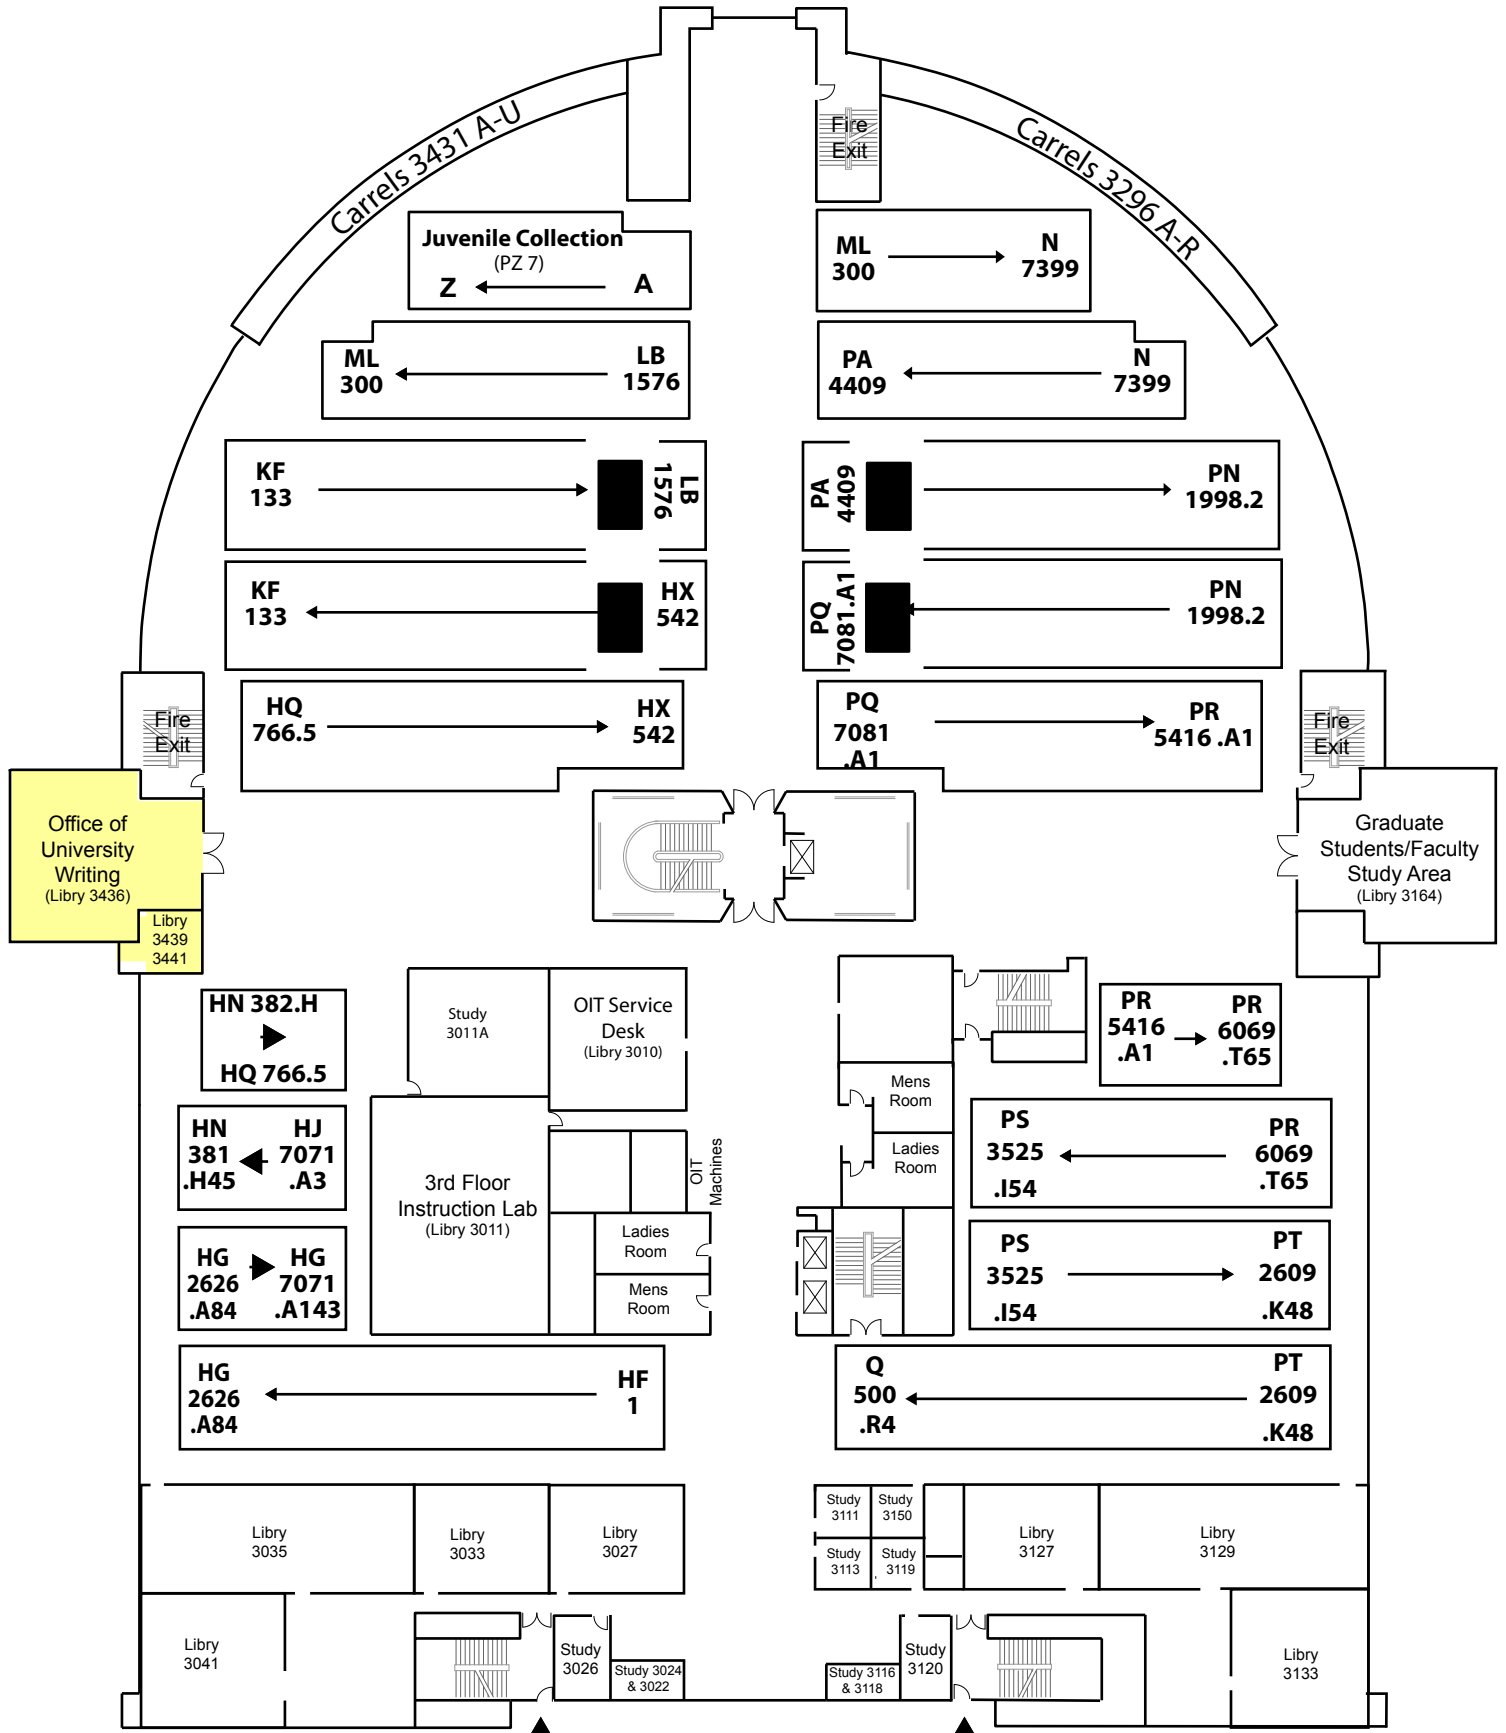 Carrels 3431 A-U
Fire
Exit
Carrels 3296 A-R
Juvenile Collection
(PZ 7)
Z
A
ML
300
N
7399
ML
300
LB
1576
PA
4409
N
7399
KF
133
LB
1576
PA
4409
PN
1998.2
KF
133
HX
542
PQ
7081.A1
PN
1998.2
HQ
766.5
HX
542
PQ
7081
.A1
PR
5416 .A1
Fire
Exit
Fire
Exit
Office of
University
Writing
(Libry 3436)
Libry
3439
3441
Graduate
Students/Faculty
Study Area
(Libry 3164)
HN 382.H
HQ 766.5
Study
3011A
OIT Service
Desk
(Libry 3010)
PR
5416
.A1
PR
6069
.T65
Mens
Room
Ladies
Room
HN
381
.H45
HJ
7071
.A3
3rd Floor
Instruction Lab
(Libry 3011)
OIT
Machines
PS
3525
.I54
PR
6069
.T65
HG
2626
.A84
HG
7071
.A143
Ladies
Room
Mens
Room
PS
3525
.I54
PT
2609
.K48
HG
2626
.A84
HF
1
Q
500
.R4
PT
2609
.K48
Libry
3035
Libry
3033
Libry
3027
Study
3111
Study
3150
Study
3113
Study
3119
Libry
3127
Libry
3129
Libry
3041
Study
3026
Study 3024
& 3022
Study 3116
& 3118
Study
3120
Libry
3133